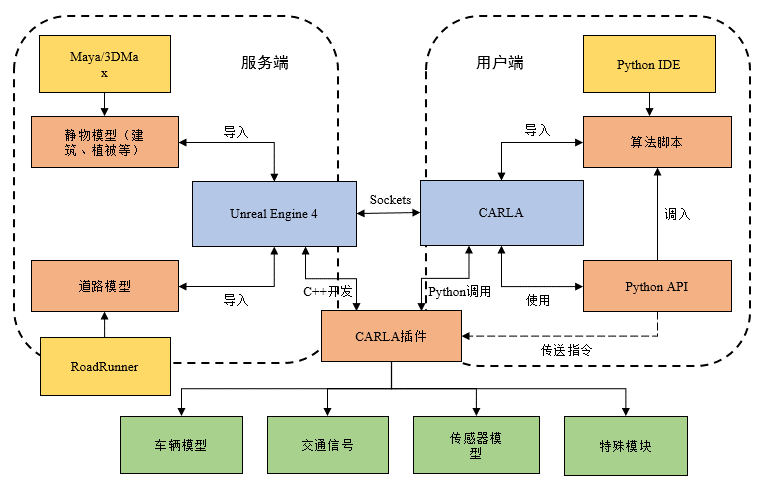 服务端
用户端
Maya/3DMa
x
Python IDE
静物模型（建
筑、植被等）
导入
导入
算法脚本
Unreal Engine 4
Sockets
CARLA
调入
道路模型
导入
C++开发
Python调用
使用
Python API
RoadRunner
CARLA插件
传送指令
车辆模型
交通信号
传感器模
型
特殊模块